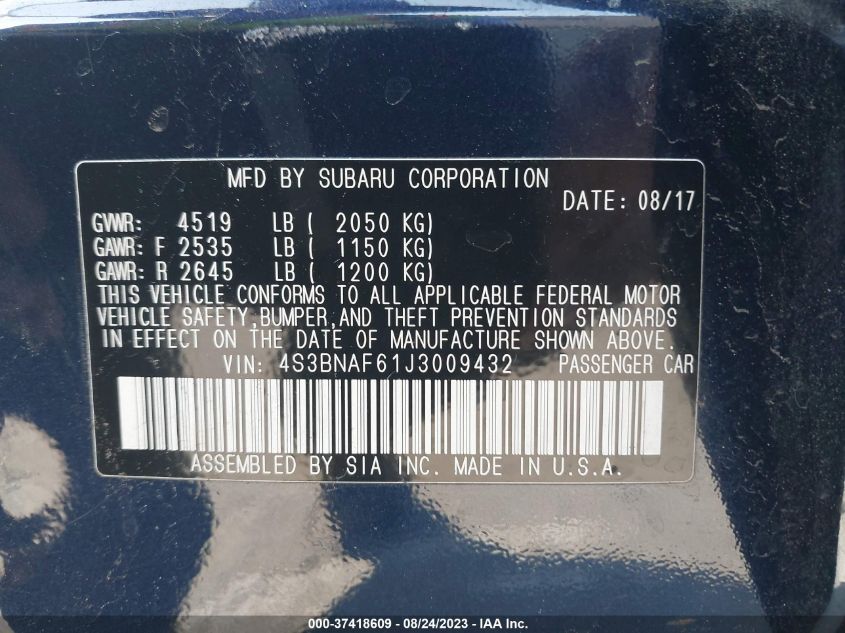 MFD BY SUBARU CORPORATION
DATE: 08/17
GVWR: 4519 LB ( 2050 KG)
GAWR: F 2535 LB ( 1150 KG)
GAWR: R 2645 LB ( 1200 KG)
THIS VEHICLE CONFORMS TO ALL APPLICABLE FEDERAL MOTOR
VEHICLE SAFETY,BUMPER,AND THEFT PREVENTION STANDARDS
IN EFFECT ON THE DATE OF MANUFACTURE SHOWN ABOVE.
VIN: 4S3BNAF61J3009432 PASSENGER CAR
ASSEMBLED BY SIA INC. MADE IN U.S.A.
000-37418609 - 08/24/2023 - IAA Inc.